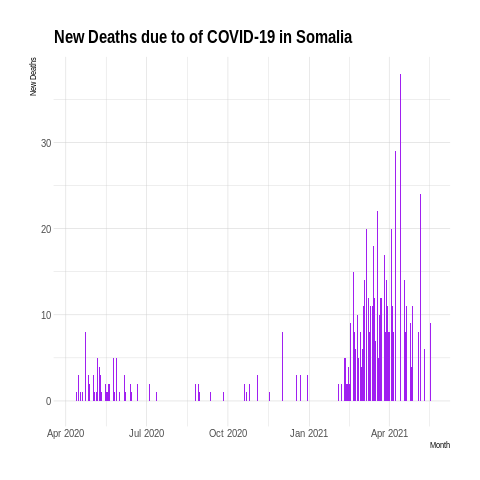 New Deaths due to of COVID-19 in Somalia
New Deaths
30
20
10
0
Apr 2020 Jul 2020 Oct 2020 Jan 2021 Apr 2021
Month